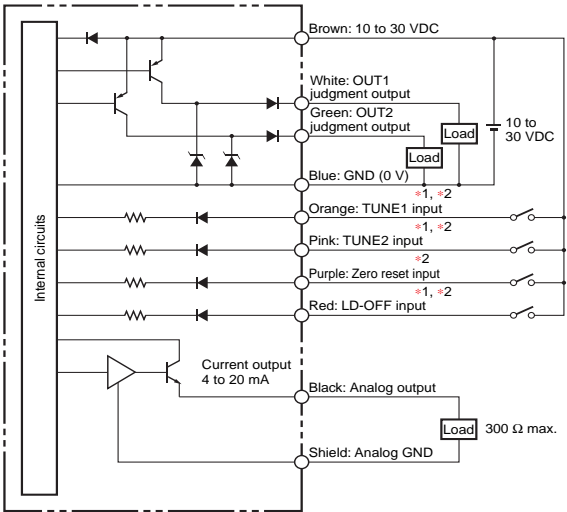 Brown: 10 to 30 VDC
White: OUT1
judgment output
Green: OUT2
judgment output
Load
Load
10 to
30 VDC
Blue: GND (0 V)
*1, *2
Orange: TUNE1 input
*1, *2
Pink: TUNE2 input
*2
Purple: Zero reset input
*1, *2
Red: LD-OFF input
Internal circuits
Current output
4 to 20 mA
Black: Analog output
Load
300 Ω max.
Shield: Analog GND